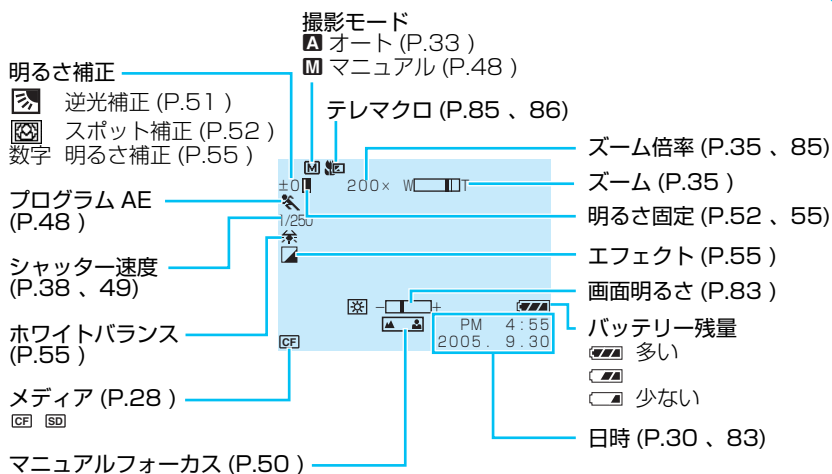 撮影モード
A オート (P.33 )
M マニュアル (P.48 )
明るさ補正
逆光補正 (P.51 )
スポット補正 (P.52 )
数字 明るさ補正 (P.55 )
テレマクロ (P.85 、86)
ズーム倍率 (P.35 、85)
ズーム (P.35 )
明るさ固定 (P.52 、55)
エフェクト (P.55 )
画面明るさ (P.83 )
バッテリー残量
多い
少ない
日時 (P.30 、83)
プログラム AE
(P.48 )
シャッター速度
(P.38 、49)
ホワイトバランス
(P.55 )
メディア (P.28 )
CF SD
マニュアルフォーカス (P.50 )
M
±0 200× W T
1/250
− +
PM 4:55
CF 2005. 9.30